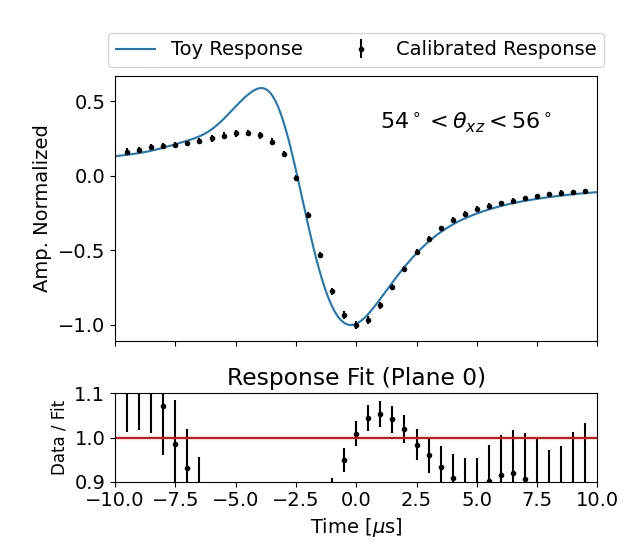 Toy Response Calibrated Response
0.5
0.0
−0.5
−1.0
Amp. Normalized
54° < θxz < 56°
Response Fit (Plane 0)
1.1
1.0
0.9
Data / Fit
−10.0 −7.5 −5.0 −2.5 0.0 2.5 5.0 7.5 10.0
Time [μs]